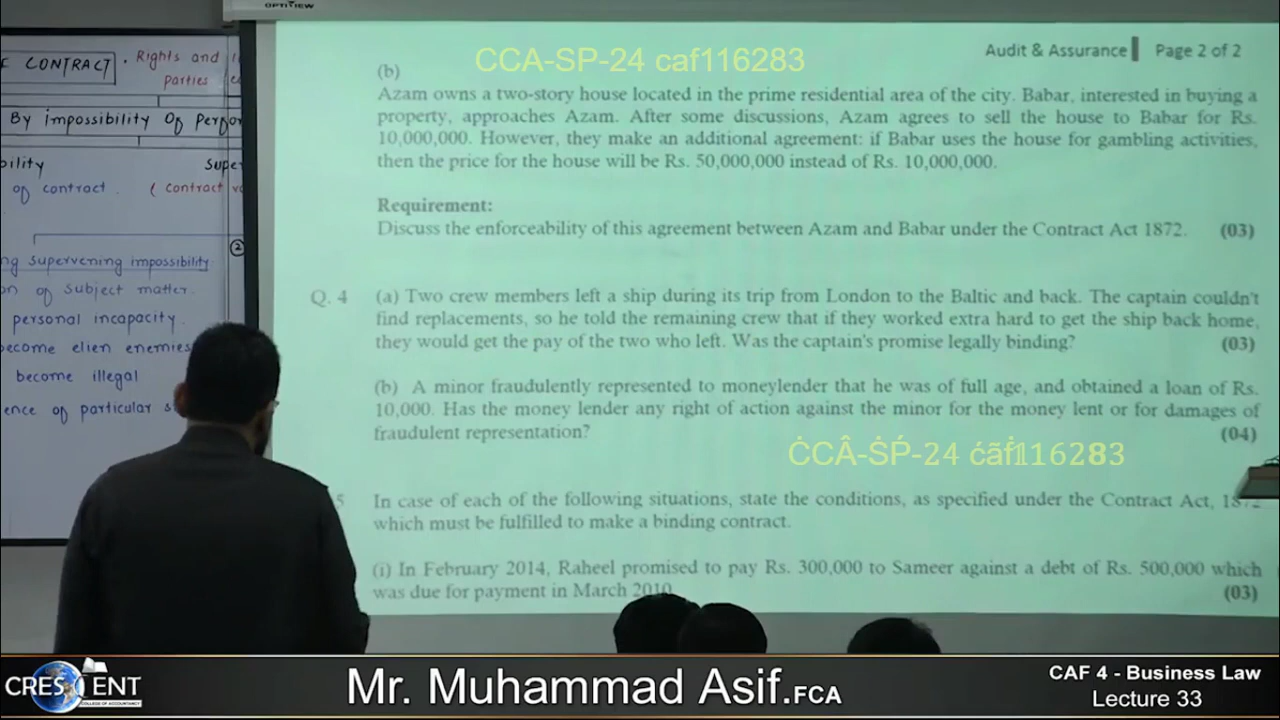 OPTIVIEW
CCA-SP-24 caf116283
Audit & Assurance Page 2 of 2
(b)
Azam owns a two-story house located in the prime residential area of the city. Babar, interested in buying a
property, approaches Azam. After some discussions, Azam agrees to sell the house to Babar for Rs.
10,000,000. However, they make an additional agreement: if Babar uses the house for gambling activities,
then the price for the house will be Rs. 50,000,000 instead of Rs. 10,000,000.
Requirement:
Discuss the enforceability of this agreement between Azam and Babar under the Contract Act 1872. (03)
Q. 4 (a) Two crew members left a ship during its trip from London to the Baltic and back. The captain couldn't
find replacements, so he told the remaining crew that if they worked extra hard to get the ship back home,
they would get the pay of the two who left. Was the captain's promise legally binding? (03)
(b) A minor fraudulently represented to moneylender that he was of full age, and obtained a loan of Rs.
10,000. Has the money lender any right of action against the minor for the money lent or for damages of
fraudulent representation? (04)
ĊCÂ-ṠṔ-24 ćãḟ116283
5 In case of each of the following situations, state the conditions, as specified under the Contract Act,
which must be fulfilled to make a binding contract.
(i) In February 2014, Raheel promised to pay Rs. 300,000 to Sameer against a debt of Rs. 500,000 which
was due for payment in March 2010 (03)
CONTRACT . Rights and
parties
By impossibility Of
of contract . ( contract
②
supervening impossibility
of subject matter.
personal incapacity.
elien enemies
become illegal
of particular
CRESCENT
COLLEGE OF ACCOUNTANCY
Mr. Muhammad Asif.FCA
CAF 4 - Business Law
Lecture 33